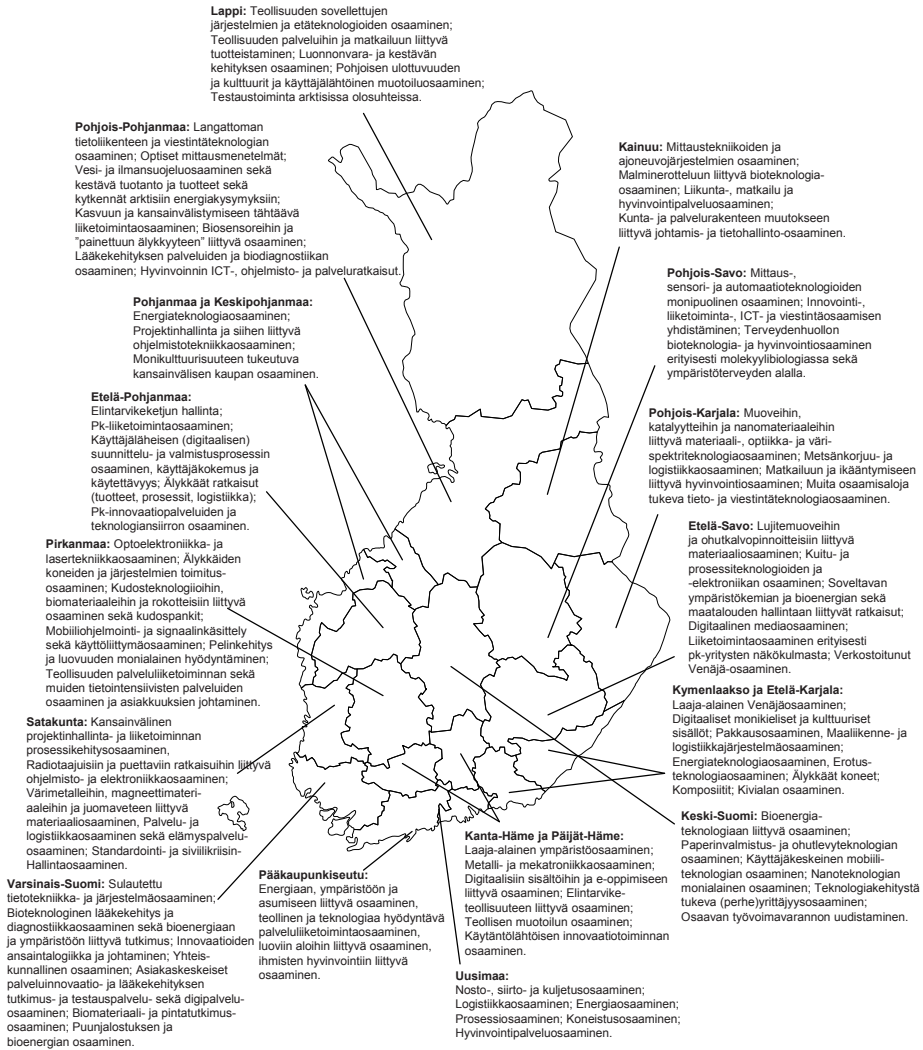 Lappi: Teollisuuden sovellettujen
järjestelmien ja etäteknologioiden osaaminen;
Teollisuuden palveluihin ja matkailuun liittyvä
tuotteistaminen; Luonnonvara- ja kestävän
kehityksen osaaminen; Pohjoisen ulottuvuuden
ja kulttuurit ja käyttäjälähtöinen muotoiluosaaminen;
Testaustoiminta arktisissa olosuhteissa.
Pohjois-Pohjanmaa: Langattoman
tietoliikenteen ja viestintäteknologian
osaaminen; Optiset mittausmenetelmät;
Vesi- ja ilmansuojeluosaaminen sekä
kestävä tuotanto ja tuotteet sekä
kytkennät arktisiin energiakysymyksiin;
Kasvuun ja kansainvälistymiseen tähtäävä
liiketoimintaosaaminen; Biosensoreihin ja
"painettuun älykkyyteen" liittyvä osaaminen;
Lääkekehityksen palveluiden ja biodiagnostiikan
osaaminen; Hyvinvoinnin ICT-, ohjelmisto- ja palveluratkaisut.
Pohjanmaa ja Keskipohjanmaa:
Energiateknologiaosaaminen;
Projektinhallinta ja siihen liittyvä
ohjelmistotekniikkaosaaminen;
Monikulttuurisuuteen tukeutuva
kansainvälisen kaupan osaaminen.
Etelä-Pohjanmaa:
Elintarvikeketjun hallinta;
Pk-liiketoimintaosaaminen;
Käyttäjäläheisen (digitaalisen)
suunnittelu- ja valmistusprosessin
osaaminen, käyttäjäkokemus ja
käytettävyys; Älykkäät ratkaisut
(tuotteet, prosessit, logistiikka);
Pk-innovaatiopalveluiden ja
teknologiansiirron osaaminen.
Pirkanmaa: Optoelektroniikka- ja
lasertekniikkaosaaminen; Älykkäiden
koneiden ja järjestelmien toimitus-
osaaminen; Kudosteknologiioihin,
biomateriaaleihin ja rokotteisiin liittyvä
osaaminen sekä kudospankit;
Mobiiliohjelmointi- ja signaalinkäsittely
sekä käyttöliittymäosaaminen; Pelinkehitys
ja luovuuden monialainen hyödyntäminen;
Teollisuuden palveluliiketoiminnan sekä
muiden tietointensiivisten palveluiden
osaaminen ja asiakkuuksien johtaminen.
Satakunta: Kansainvälinen
projektinhallinta- ja liiketoiminnan
prosessikehitysosaaminen,
Radiotaajuisiin ja puettaviin ratkaisuihin liittyvä
ohjelmisto- ja elektroniikkaosaaminen;
Värimetalleihin, magneettimateri-
aaleihin ja juomaveteen liittyvä
materiaaliosaaminen, Palvelu- ja
logistiikkaosaaminen sekä elämyspalvelu-
osaaminen; Standardointi- ja siviilikriisin-
Hallintaosaaminen.
Varsinais-Suomi: Sulautettu
tietotekniikka- ja järjestelmäosaaminen;
Bioteknologinen lääkekehitys ja
diagnostiikkaosaaminen sekä bioenergiaan
ja ympäristöön liittyvä tutkimus; Innovaatioiden
ansaintalogiikka ja johtaminen; Yhteis-
kunnallinen osaaminen; Asiakaskeskeiset
palveluinnovaatio- ja lääkekehityksen
tutkimus- ja testauspalvelu- sekä digipalvelu-
osaaminen; Biomateriaali- ja pintatutkimus-
osaaminen; Puunjalostuksen ja
bioenergian osaaminen.
Pääkaupunkiseutu:
Energiaan, ympäristöön ja
asumiseen liittyvä osaaminen,
teollinen ja teknologiaa hyödyntävä
palveluliiketoimintaosaaminen,
luoviin aloihin liittyvä osaaminen,
ihmisten hyvinvointiin liittyvä
osaaminen.
Kainuu: Mittaustekniikoiden ja
ajoneuvojärjestelmien osaaminen;
Malminerotteluun liittyvä bioteknologia-
osaaminen; Liikunta-, matkailu ja
hyvinvointipalveluosaaminen;
Kunta- ja palvelurakenteen muutokseen
liittyvä johtamis- ja tietohallinto-osaaminen.
Pohjois-Savo: Mittaus-,
sensori- ja automaatioteknologioiden
monipuolinen osaaminen; Innovointi-,
liiketoiminta-, ICT- ja viestintäosaamisen
yhdistäminen; Terveydenhuollon
bioteknologia- ja hyvinvointiosaaminen
erityisesti molekyylibiologiassa sekä
ympäristöterveyden alalla.
Pohjois-Karjala: Muoveihin,
katalyytteihin ja nanomateriaaleihin
liittyvä materiaali-, optiikka- ja väri-
spektriteknologiaosaaminen; Metsänkorjuu- ja
logistiikkaosaaminen; Matkailuun ja ikääntymiseen
liittyvä hyvinvointiosaaminen; Muita osaamisaloja
tukeva tieto- ja viestintäteknologiaosaaminen.
Etelä-Savo: Lujitemuoveihin
ja ohutkalvopinnoitteisiin liittyvä
materiaaliosaaminen; Kuitu- ja
prosessiteknologioiden ja
-elektroniikan osaaminen; Soveltavan
ympäristökemian ja bioenergian sekä
maatalouden hallintaan liittyvät ratkaisut;
Digitaalinen mediaosaaminen;
Liiketoimintaosaaminen erityisesti
pk-yritysten näkökulmasta; Verkostoitunut
Venäjä-osaaminen.
Kymenlaakso ja Etelä-Karjala:
Laaja-alainen Venäjäosaaminen;
Digitaaliset monikieliset ja kulttuuriset
sisällöt; Pakkausosaaminen, Maaliikenne- ja
logistiikkajärjestelmäosaaminen;
Energiateknologiaosaaminen, Erotus-
teknologiaosaaminen; Älykkäät koneet;
Komposiitit; Kivialan osaaminen.
Keski-Suomi: Bioenergia-
teknologiaan liittyvä osaaminen;
Paperinvalmistus- ja ohutlevyteknologian
osaaminen; Käyttäjäkeskeinen mobiili-
teknologian osaaminen; Nanoteknologian
monialainen osaaminen; Teknologiakehitystä
tukeva (perhe)yrittäjyysosaaminen;
Osaavan työvoimavarannon uudistaminen.
Kanta-Häme ja Päijät-Häme:
Laaja-alainen ympäristöosaaminen;
Metalli- ja mekatroniikkaosaaminen;
Digitaalisiin sisältöihin ja e-oppimiseen
liittyvä osaaminen; Elintarvike-
teollisuuteen liittyvä osaaminen;
Teollisen muotoilun osaaminen;
Käytäntölähtöisen innovaatiotoiminnan
osaaminen.
Uusimaa:
Nosto-, siirto- ja kuljetusosaaminen;
Logistiikkaosaaminen; Energiaosaaminen;
Prosessiosaaminen; Koneistusosaaminen;
Hyvinvointipalveluosaaminen.